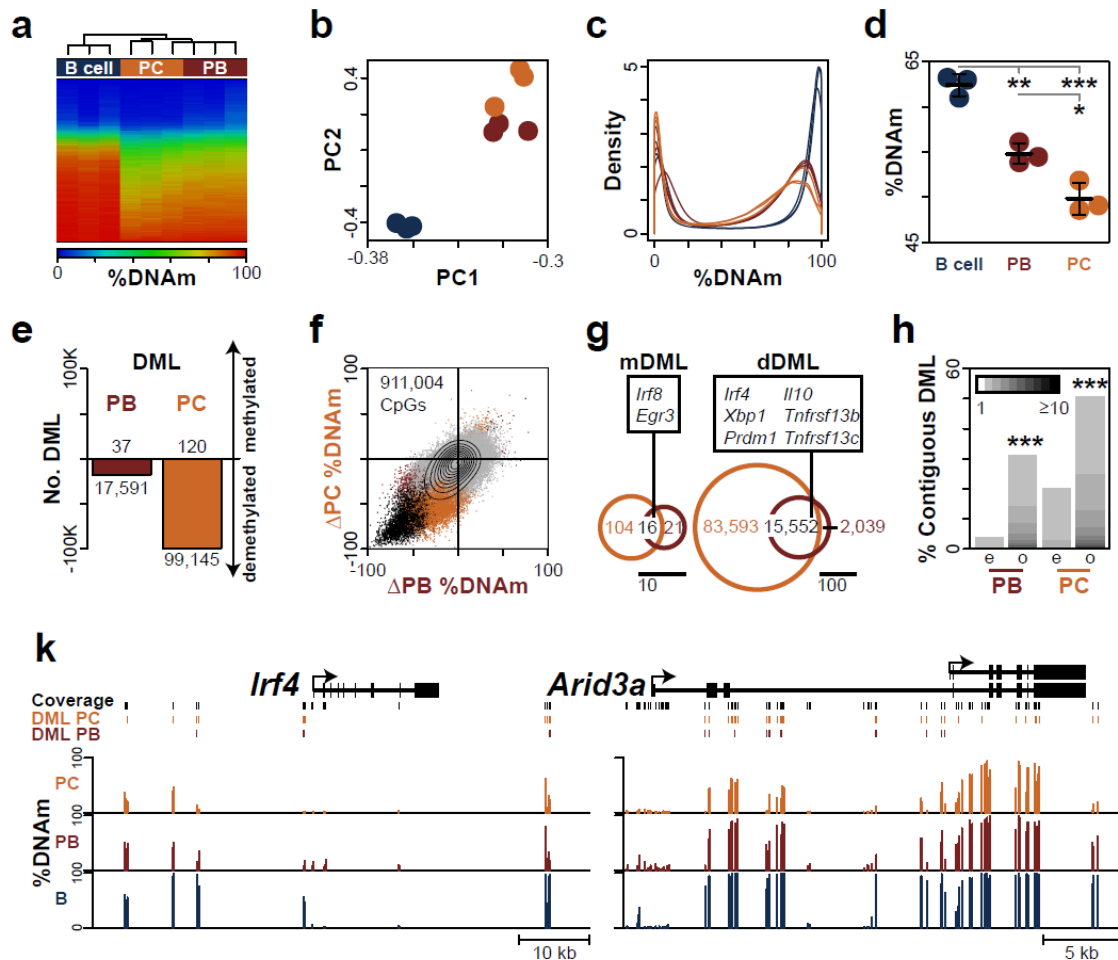 a
B cell PC PB
0 100
%DNAm
b
0.4
PC2
-0.4
-0.38 -0.3
PC1
c
5
Density
0
0 100
%DNAm
d
65
%DNAm
45
** ***
*
B cell PB PC
e
100K
No. DML
-100K
DML
PB PC
37 120
17,591
99,145
methylated
demethylated
f
100
911,004
CpGs
ΔPC %DNAm
-100
-100 100
ΔPB %DNAm
g
mDML dDML
Irf8
Egr3
Irf4 Il10
Xbp1 Tnfrsf13b
Prdm1 Tnfrsf13c
104 16 21
83,593 15,552 2,039
10
100
h
60
% Contiguous DML
0
1 ≥10
***
***
e o e o
PB PC
k
Irf4
Arid3a
Coverage
DML PC
DML PB
%DNAm
100
PC
100
PB
100
B
0
10 kb
5 kb